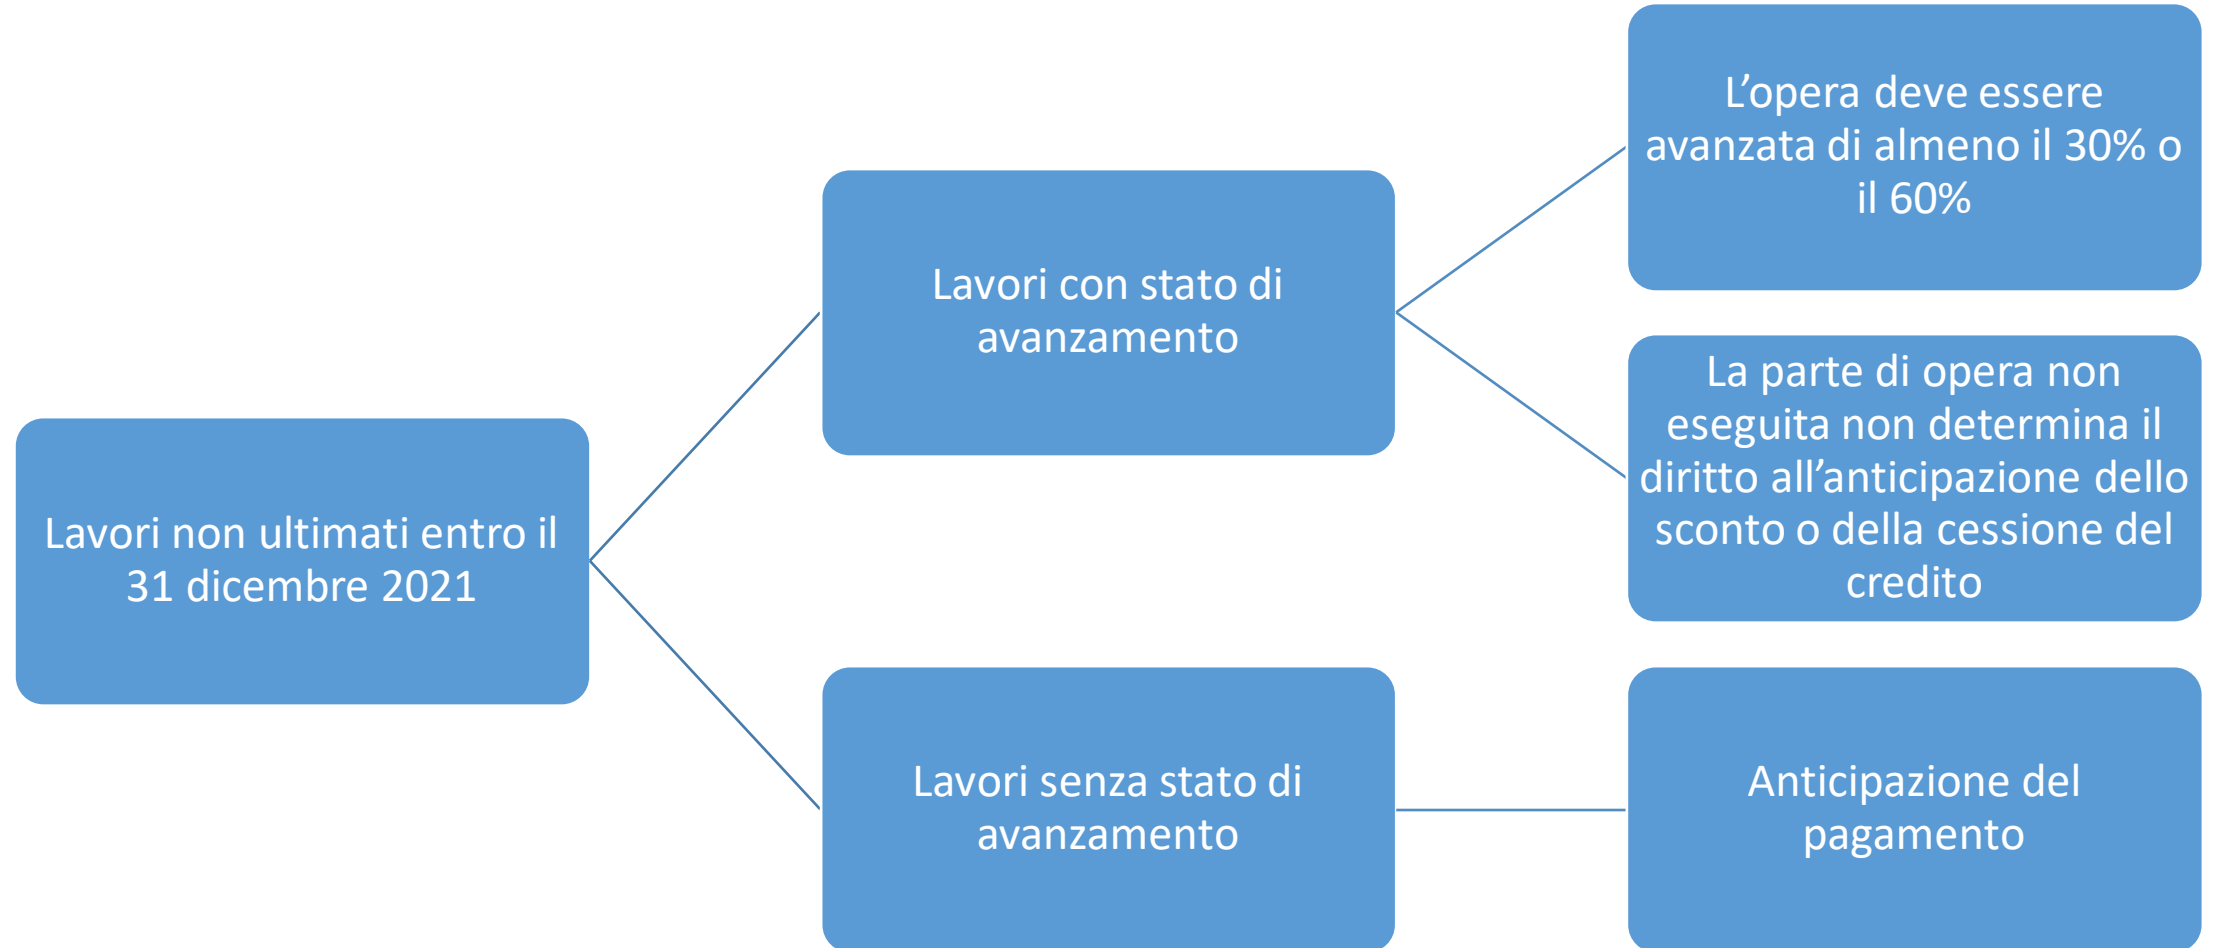 Lavori non ultimati entro il
31 dicembre 2021
Lavori con stato di
avanzamento
L’opera deve essere
avanzata di almeno il 30% o
il 60%
La parte di opera non
eseguita non determina il
diritto all’anticipazione dello
sconto o della cessione del
credito
Lavori senza stato di
avanzamento
Anticipazione del
pagamento